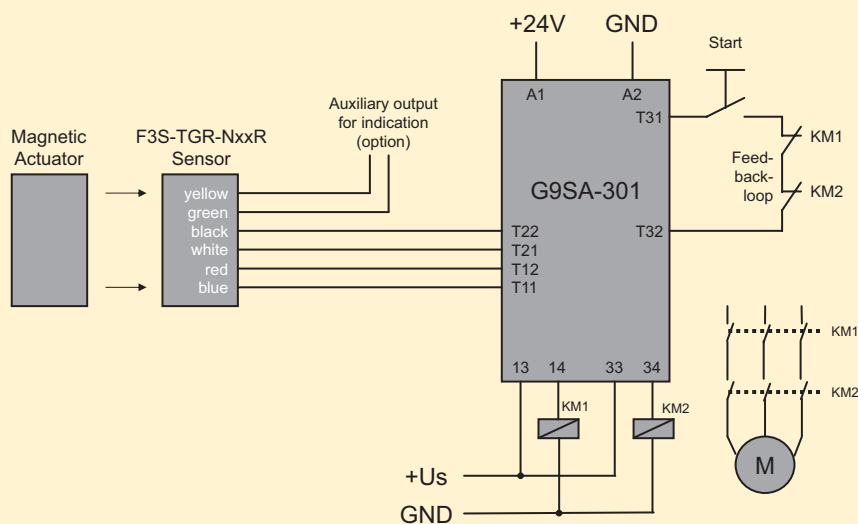 +24V
GND
Start
A1
A2
T31
Auxiliary output
for indication
(option)
Magnetic
Actuator
F3S-TGR-NxxR
Sensor
KM1
Feed-
back-
loop
KM2
yellow
green
black
white
red
blue
G9SA-301
T22
T21
T12
T11
T32
13
14
33
34
KM1
KM2
KM1
KM2
M
+Us
GND